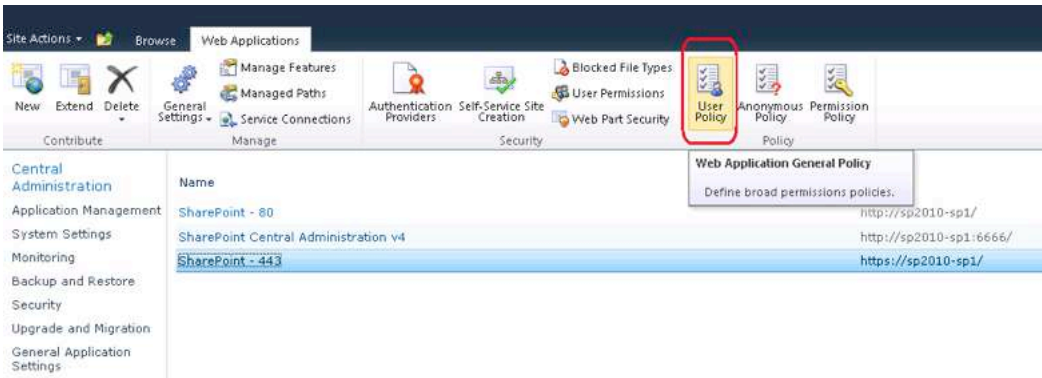 Site Actions Browse Web Applications
New Extend Delete
General Settings
Manage Features
Managed Paths
Service Connections
Authentication Providers
Self-Service Site Creation
Blocked File Types
User Permissions
Web Part Security
User Policy
Anonymous Policy
Permission Policy
Contribute Manage Security Policy
Web Application General Policy
Define broad permissions policies.
Central
Administration
Application Management
System Settings
Monitoring
Backup and Restore
Security
Upgrade and Migration
General Application
Settings
Name
SharePoint - 80 http://sp2010-sp1/
SharePoint Central Administration v4 http://sp2010-sp1:6666/
SharePoint - 443 https://sp2010-sp1/